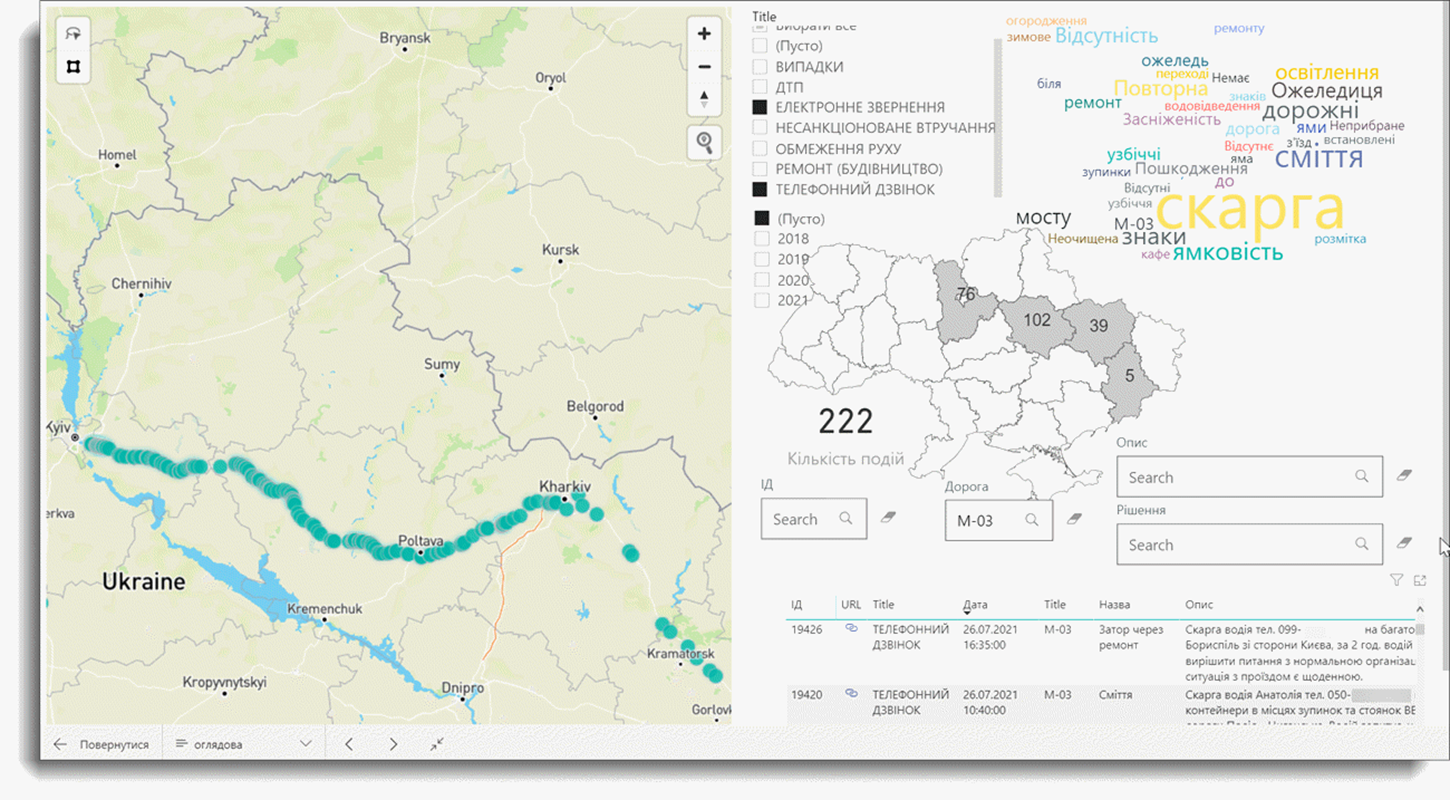 Bryansk
Oryol
Homel
Kursk
Chernihiv
Sumy
Belgorod
Kyiv
Kharkiv
erkva
Poltava
Ukraine
Kremenchuk
Kramatorsk
Kropyvnytskyi
Dnipro
Gorlovk
Повернутися
оглядова
Title
Вибрати все
(Пусто)
ВИПАДКИ
ДТП
ЕЛЕКТРОННЕ ЗВЕРНЕННЯ
НЕСАНКЦІОНОВАНЕ ВТРУЧАННЯ
ОБМЕЖЕННЯ РУХУ
РЕМОНТ (БУДІВНИЦТВО)
ТЕЛЕФОННИЙ ДЗВІНОК
(Пусто)
2018
2019
2020
2021
огородження
зимове Відсутність ремонту
ожеледь
переході Немає освітлення
біля Повторна знаків Ожеледиця
ремонт водовідведення дорожні
Засніженість дорога ями Неприбране
Відсутнє з'їзд встановлені
узбіччі яма сміття
зупинки Пошкодження
Відсутні до
узбіччя скарга
мосту М-03
Неочищена знаки розмітка
кафе ямковість
76
102
39
5
222
Кількість подій
ІД
Search
Дорога
М-03
Опис
Search
Рішення
Search
ІД URL Title Дата Title Назва Опис
19426 ТЕЛЕФОННИЙ 26.07.2021 М-03 Затор через Скарга водія тел. 099- на багато
ДЗВІНОК 16:35:00 ремонт Бориспіль зі сторони Києва, за 2 год. водій
вирішити питання з нормальною організац
ситуація з проїздом є щоденною.
19420 ТЕЛЕФОННИЙ 26.07.2021 М-03 Сміття Скарга водія Анатолія тел. 050-
ДЗВІНОК 10:40:00 контейнери в місцях зупинок та стоянок ВЕ